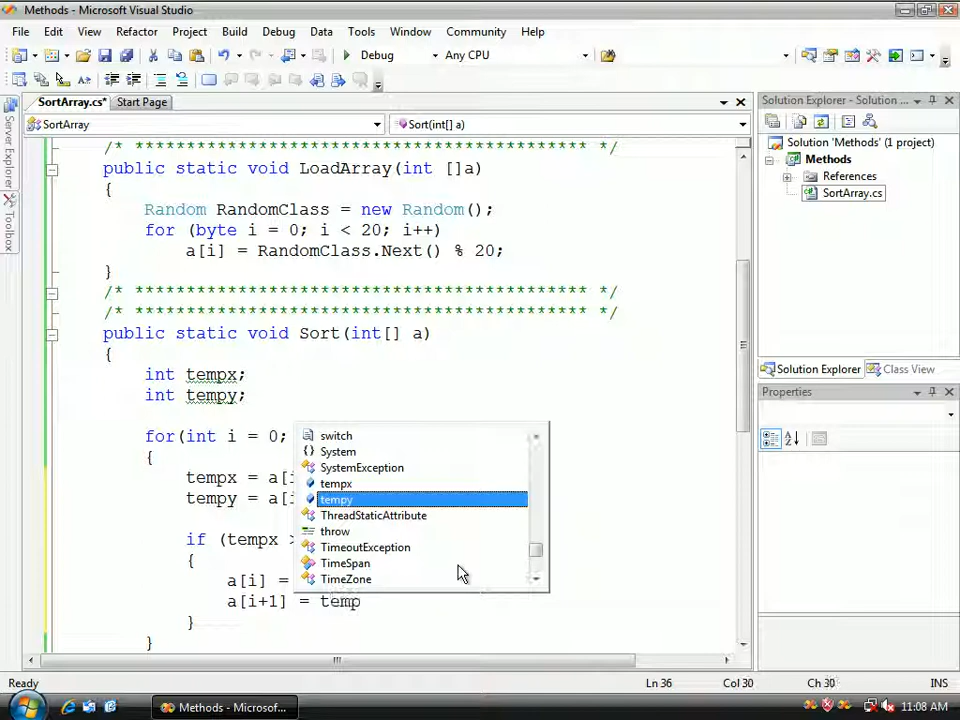 Methods - Microsoft Visual Studio
File Edit View Refactor Project Build Debug Data Tools Window Community Help
Debug Any CPU
SortArray.cs* Start Page
SortArray Sort(int[] a)
/* ******************************************** */
public static void LoadArray(int []a)
{
Random RandomClass = new Random();
for (byte i = 0; i < 20; i++)
a[i] = RandomClass.Next() % 20;
}
/* ******************************************** */
/* ******************************************** */
public static void Sort(int[] a)
{
int tempx;
int tempy;
for(int i = 0;
{
tempx = a[i
tempy = a[i
if (tempx >
{
a[i] =
a[i+1] = temp
}
}
switch
System
SystemException
tempx
tempy
ThreadStaticAttribute
throw
TimeoutException
TimeSpan
TimeZone
Server Explorer
Toolbox
Solution Explorer - Solution ...
Solution 'Methods' (1 project)
Methods
References
SortArray.cs
Solution Explorer Class View
Properties
Ready Ln 36 Col 30 Ch 30 INS
Methods - Microsof... 11:08 AM